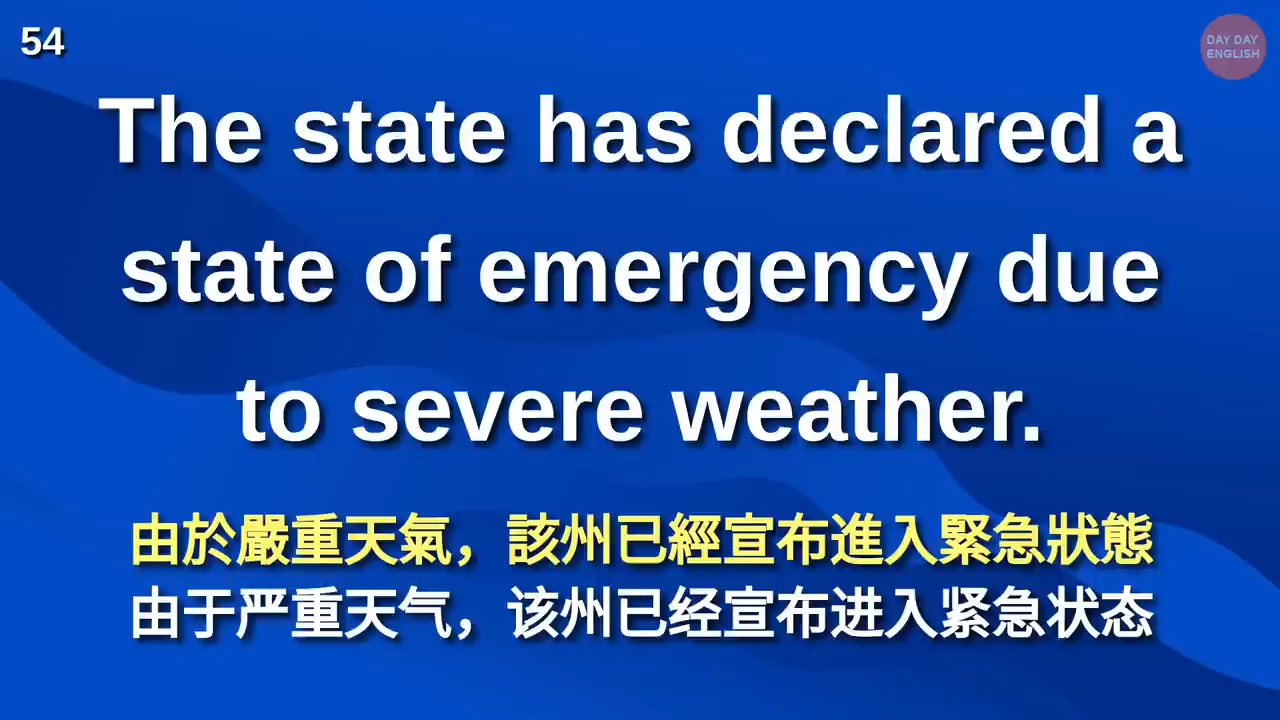 54
DAY DAY
ENGLISH
The state has declared a
state of emergency due
to severe weather.
由於嚴重天氣，該州已經宣布進入緊急狀態
由于严重天气，该州已经宣布进入紧急状态